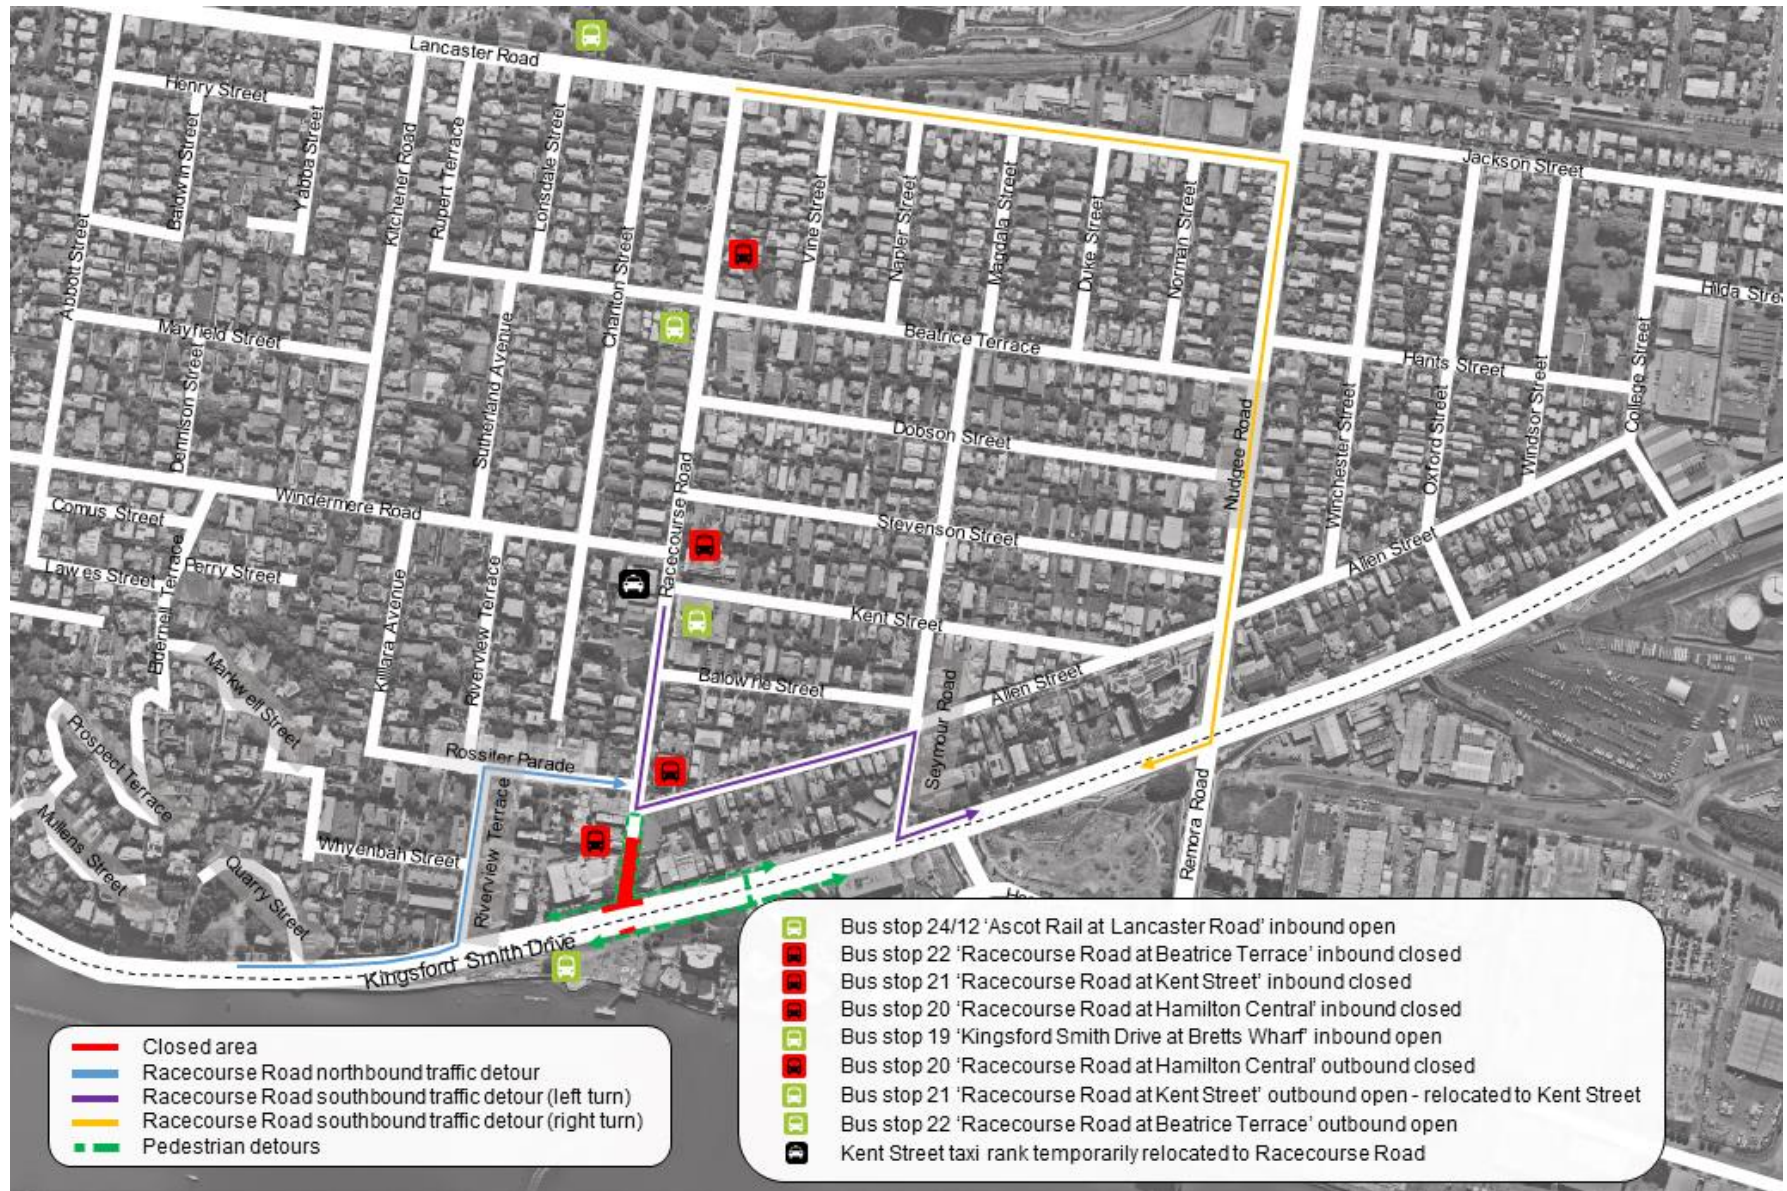 Lancaster Road
Henry Street
Baldwin Street
Yabba Street
Kitchener Road
Rupert Terrace
Lonsdale Street
Charlton Street
Vine Street
Napler Street
Magdala Street
Duke Street
Norman Street
Jackson Street
Hilda Street
Abbott Street
Mayfield Street
Dennison Street
Sutherland Avenue
Beatrice Terrace
Hants Street
College Street
Dobson Street
Nudgee Road
Winchester Street
Oxford Street
Windsor Street
Racecourse Road
Windermere Road
Comus Street
Stevenson Street
Allen Street
Lawes Street
Perry Street
Eldernell Terrace
Killara Avenue
Riverview Terrace
Kent Street
Markwell Street
Balowrie Street
Allen Street
Seymour Road
Prospect Terrace
Rossiter Parade
Riverview Terrace
Remora Road
Mullens Street
Quarry Street
Whyenbah Street
Kingsford Smith Drive
Closed area
Racecourse Road northbound traffic detour
Racecourse Road southbound traffic detour (left turn)
Racecourse Road southbound traffic detour (right turn)
Pedestrian detours
Bus stop 24/12 ‘Ascot Rail at Lancaster Road’ inbound open
Bus stop 22 ‘Racecourse Road at Beatrice Terrace’ inbound closed
Bus stop 21 ‘Racecourse Road at Kent Street’ inbound closed
Bus stop 20 ‘Racecourse Road at Hamilton Central’ inbound closed
Bus stop 19 ‘Kingsford Smith Drive at Bretts Wharf’ inbound open
Bus stop 20 ‘Racecourse Road at Hamilton Central’ outbound closed
Bus stop 21 ‘Racecourse Road at Kent Street’ outbound open - relocated to Kent Street
Bus stop 22 ‘Racecourse Road at Beatrice Terrace’ outbound open
Kent Street taxi rank temporarily relocated to Racecourse Road